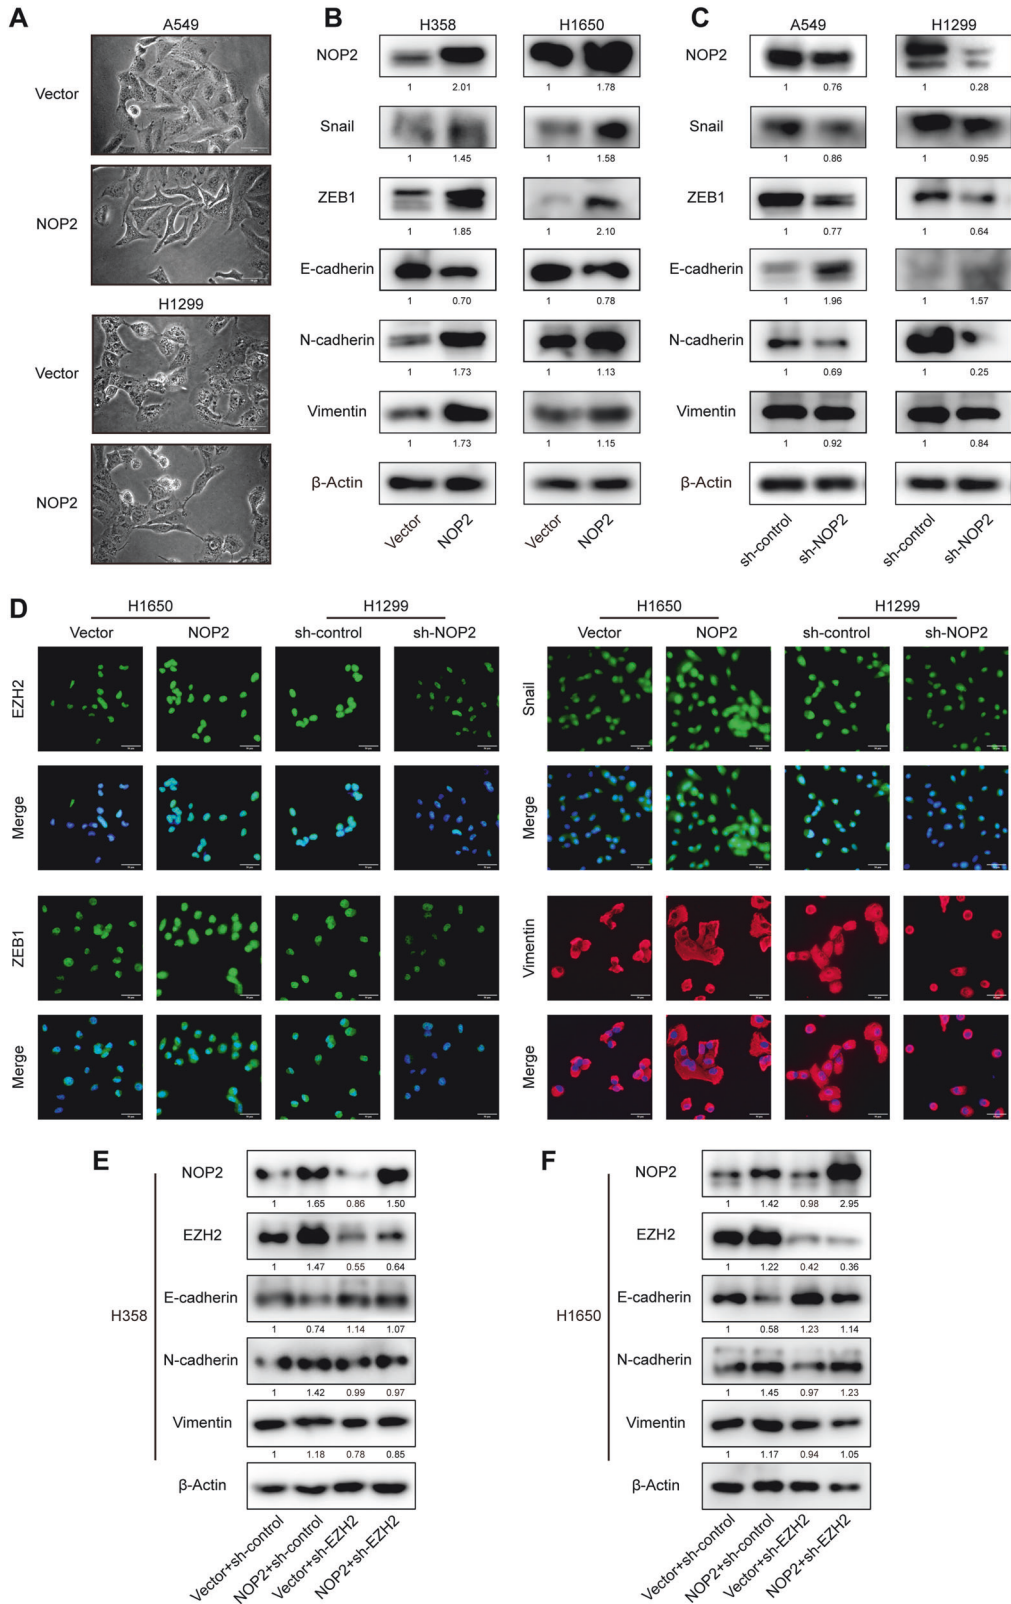 A
A549
Vector
NOP2
H1299
Vector
NOP2
B
H358 H1650
NOP2
1 2.01 1 1.78
Snail
1 1.45 1 1.58
ZEB1
1 1.85 1 2.10
E-cadherin
1 0.70 1 0.78
N-cadherin
1 1.73 1 1.13
Vimentin
1 1.73 1 1.15
β-Actin
Vector NOP2 Vector NOP2
C
A549 H1299
NOP2
1 0.76 1 0.28
Snail
1 0.86 1 0.95
ZEB1
1 0.77 1 0.64
E-cadherin
1 1.96 1 1.57
N-cadherin
1 0.69 1 0.25
Vimentin
1 0.92 1 0.84
β-Actin
sh-control sh-NOP2 sh-control sh-NOP2
D
H1650 H1299
Vector NOP2 sh-control sh-NOP2
EZH2
Merge
ZEB1
Merge
H1650 H1299
Vector NOP2 sh-control sh-NOP2
Snail
Merge
Vimentin
Merge
E
H358
NOP2
1 1.65 0.86 1.50
EZH2
1 1.47 0.55 0.64
E-cadherin
1 0.74 1.14 1.07
N-cadherin
1 1.42 0.99 0.97
Vimentin
1 1.18 0.78 0.85
β-Actin
Vector+sh-control NOP2+sh-control Vector+sh-EZH2 NOP2+sh-EZH2
F
H1650
NOP2
1 1.42 0.98 2.95
EZH2
1 1.22 0.42 0.36
E-cadherin
1 0.58 1.23 1.14
N-cadherin
1 1.45 0.97 1.23
Vimentin
1 1.17 0.94 1.05
β-Actin
Vector+sh-control NOP2+sh-control Vector+sh-EZH2 NOP2+sh-EZH2